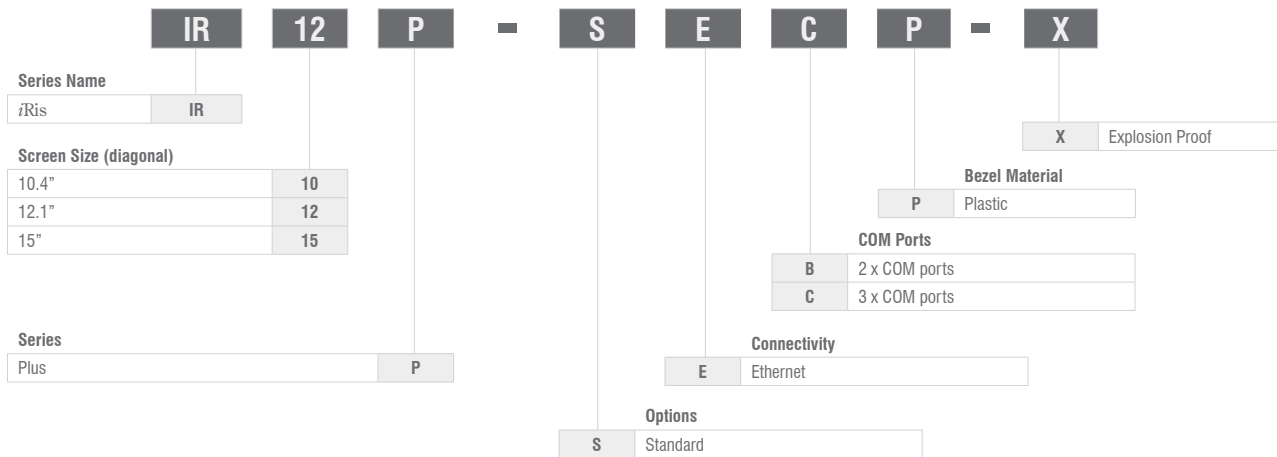 IR 12 P - S E C P - X
Series Name
iRis IR
X Explosion Proof
Screen Size (diagonal)
10.4” 10
12.1” 12
15” 15
Bezel Material
P Plastic
COM Ports
B 2 x COM ports
C 3 x COM ports
Series
Plus P
Connectivity
E Ethernet
Options
S Standard